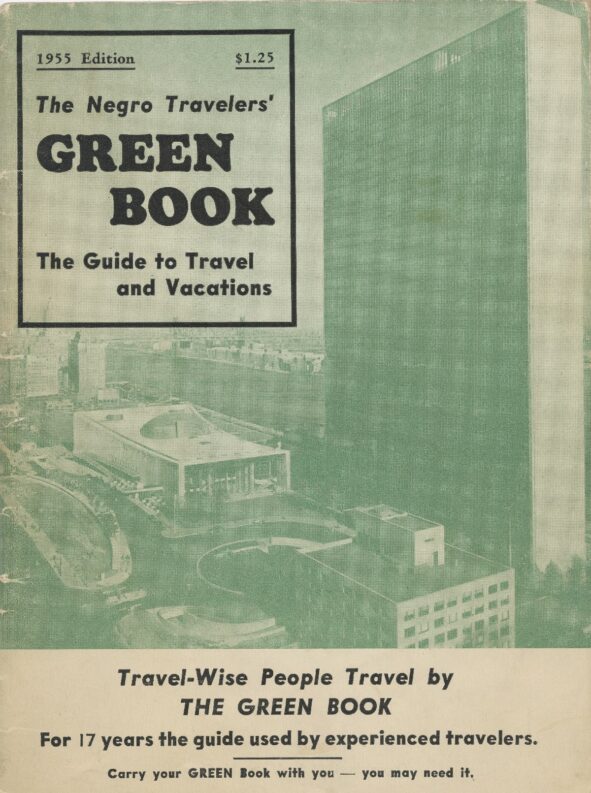 1955 Edition $1.25
The Negro Travelers'
GREEN
BOOK
The Guide to Travel
and Vacations
Travel-Wise People Travel by
THE GREEN BOOK
For 17 years the guide used by experienced travelers.
Carry your GREEN Book with you — you may need it.